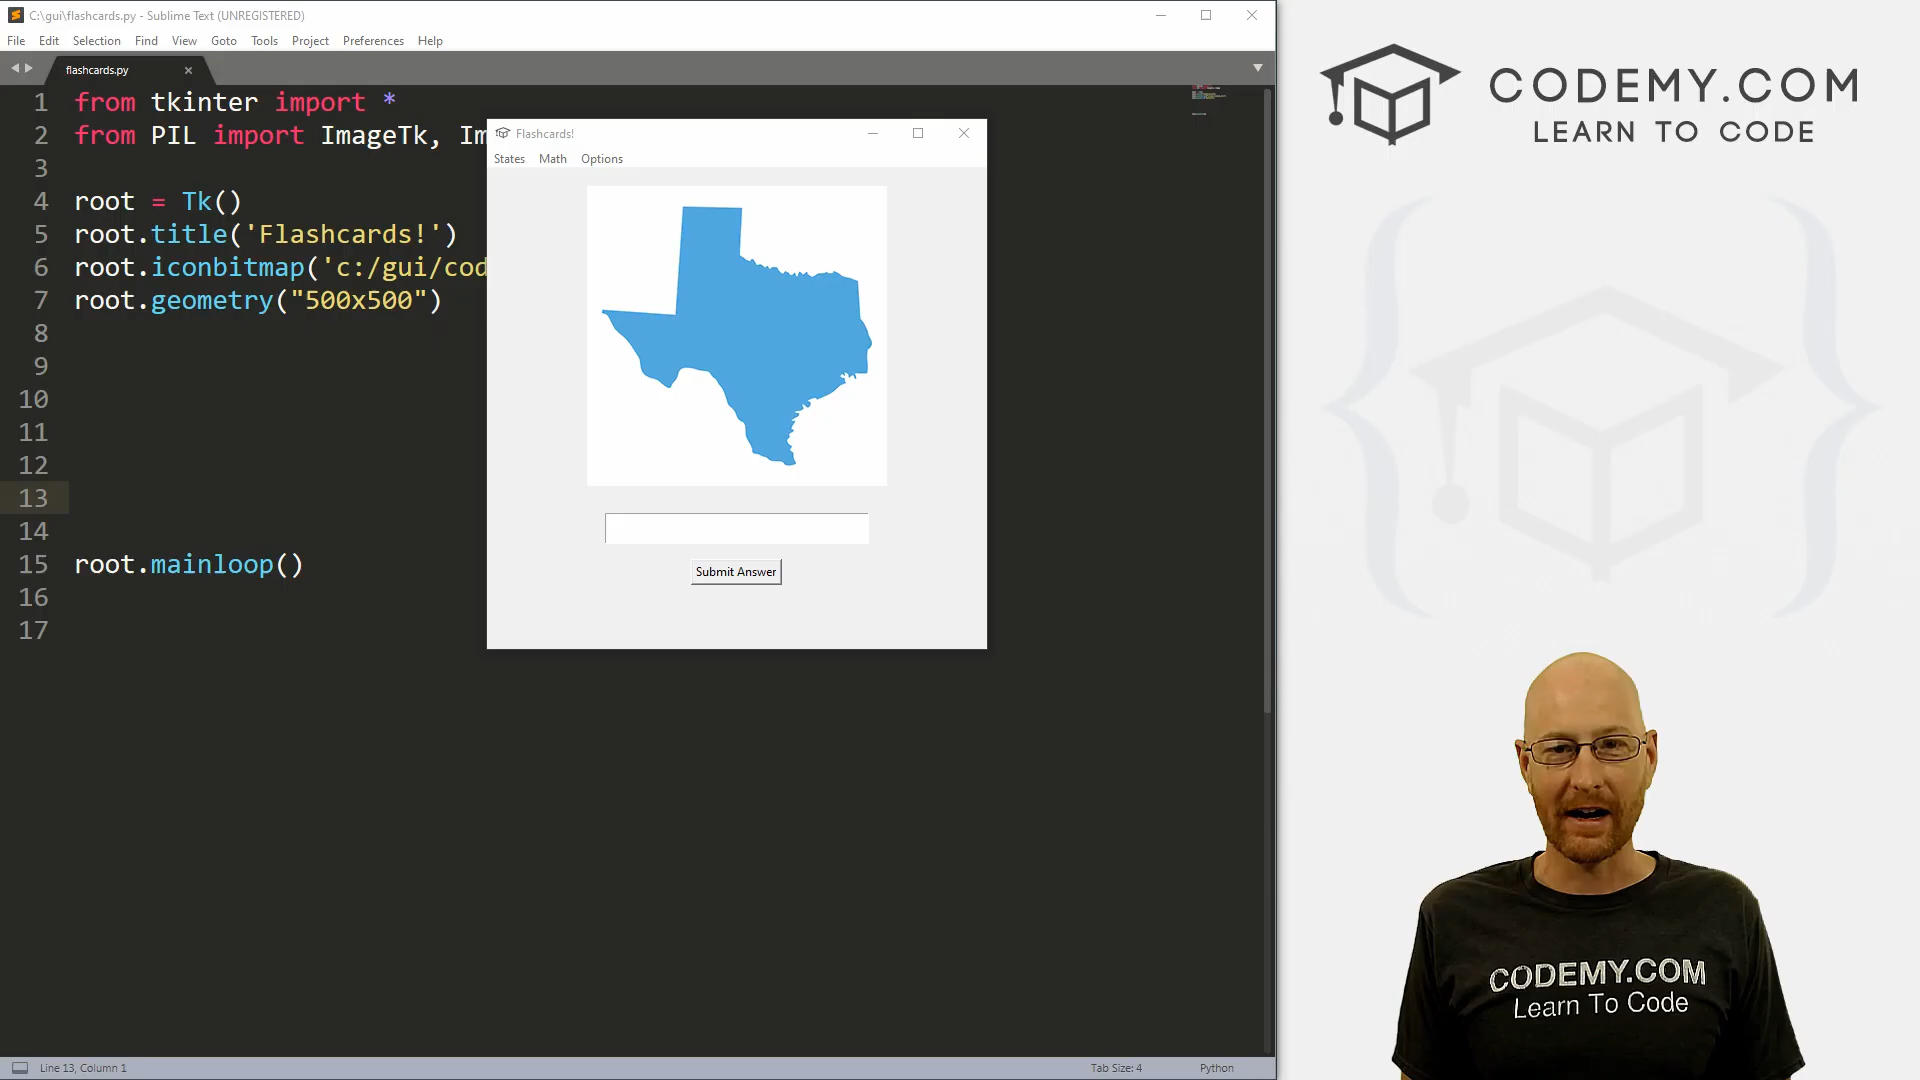 C:\gui\flashcards.py - Sublime Text (UNREGISTERED)
File Edit Selection Find View Goto Tools Project Preferences Help
flashcards.py
1 from tkinter import *
2 from PIL import ImageTk, Im
3
4 root = Tk()
5 root.title('Flashcards!')
6 root.iconbitmap('c:/gui/cod
7 root.geometry("500x500")
8
9
10
11
12
13
14
15 root.mainloop()
16
17
Flashcards!
States Math Options
Submit Answer
Line 13, Column 1
Tab Size: 4
Python
CODEMY.COM
LEARN TO CODE
CODEMY.COM
Learn To Code